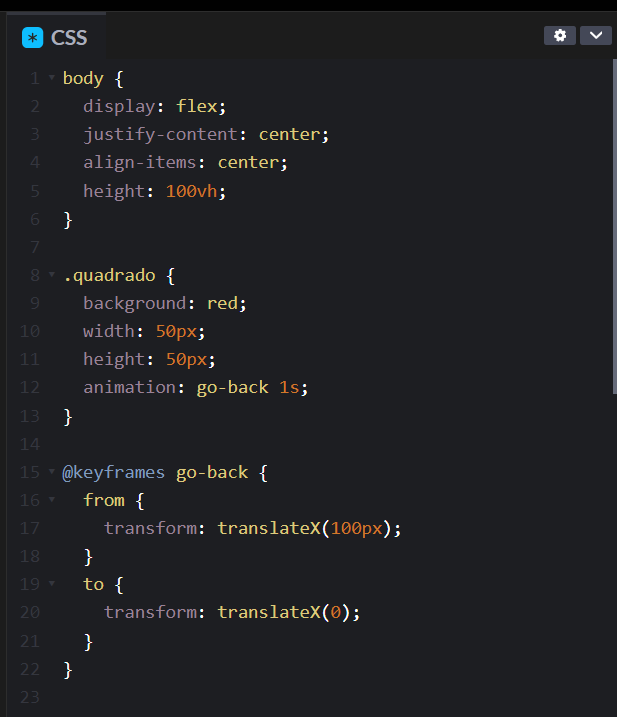 * CSS
1 body {
2 display: flex;
3 justify-content: center;
4 align-items: center;
5 height: 100vh;
6 }
7
8 .quadrado {
9 background: red;
10 width: 50px;
11 height: 50px;
12 animation: go-back 1s;
13 }
14
15 @keyframes go-back {
16 from {
17 transform: translateX(100px);
18 }
19 to {
20 transform: translateX(0);
21 }
22 }
23